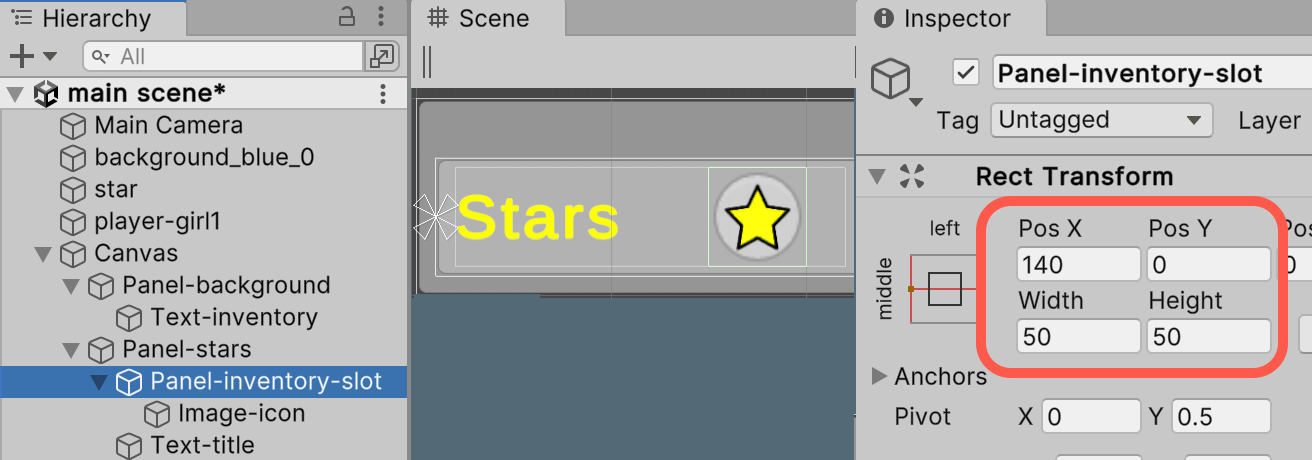 Hierarchy
All
main scene*
Main Camera
background_blue_0
star
player-girl1
Canvas
Panel-background
Text-inventory
Panel-stars
Panel-inventory-slot
Image-icon
Text-title
Scene
Stars
Inspector
Panel-inventory-slot
Tag Untagged Layer
Rect Transform
left
middle
Pos X Pos Y Pos
140 0 0
Width Height
50 50
Anchors
Pivot X 0 Y 0.5